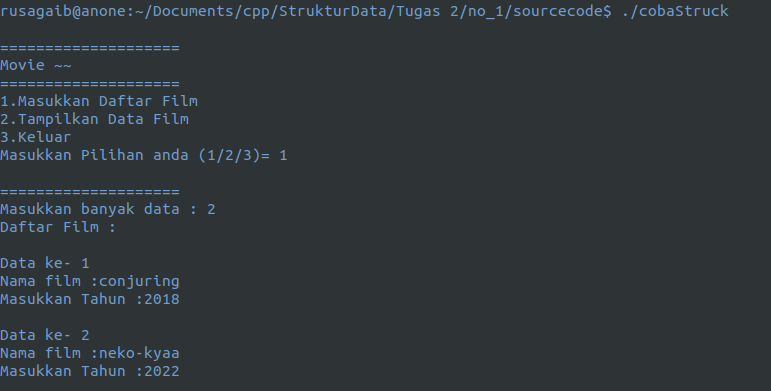 rusagaib@anone:~/Documents/cpp/StrukturData/Tugas 2/no_1/sourcecode$ ./cobaStruck
====================
Movie ~~
====================
1.Masukkan Daftar Film
2.Tampilkan Data Film
3.Keluar
Masukkan Pilihan anda (1/2/3)= 1
====================
Masukkan banyak data : 2
Daftar Film :
Data ke- 1
Nama film :conjuring
Masukkan Tahun :2018
Data ke- 2
Nama film :neko-kyaa
Masukkan Tahun :2022